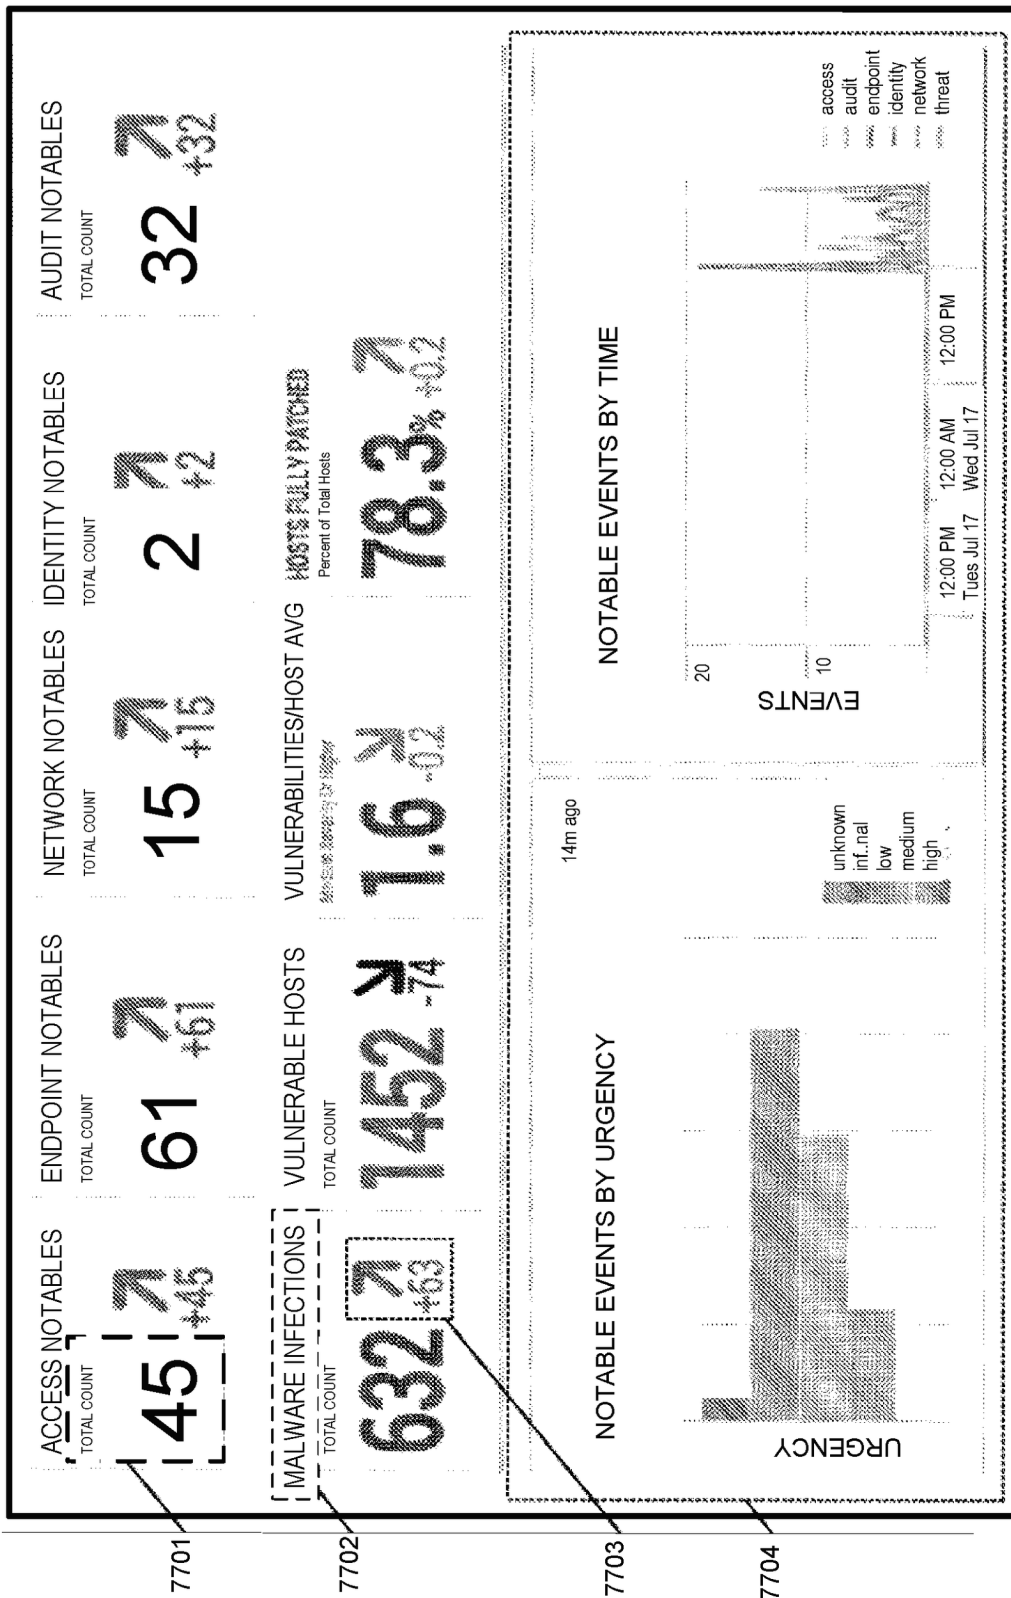 ACCESS NOTABLES
TOTAL COUNT
45
+45
ENDPOINT NOTABLES
TOTAL COUNT
61
+61
NETWORK NOTABLES
TOTAL COUNT
15
+15
IDENTITY NOTABLES
TOTAL COUNT
2
+2
AUDIT NOTABLES
TOTAL COUNT
32
+32
MALWARE INFECTIONS
TOTAL COUNT
632
+63
VULNERABLE HOSTS
TOTAL COUNT
1452
-74
VULNERABILITIES/HOST AVG
Or Higher
1.6
-0.2
HOSTS FULLY PATCHED
Percent of Total Hosts
78.3%
+0.2
NOTABLE EVENTS BY URGENCY
14m ago
URGENCY
unknown
inf..nal
low
medium
high
NOTABLE EVENTS BY TIME
EVENTS
20
10
12:00 PM
Tues Jul 17
12:00 AM
Wed Jul 17
12:00 PM
access
audit
endpoint
identity
network
threat
7701
7702
7703
7704